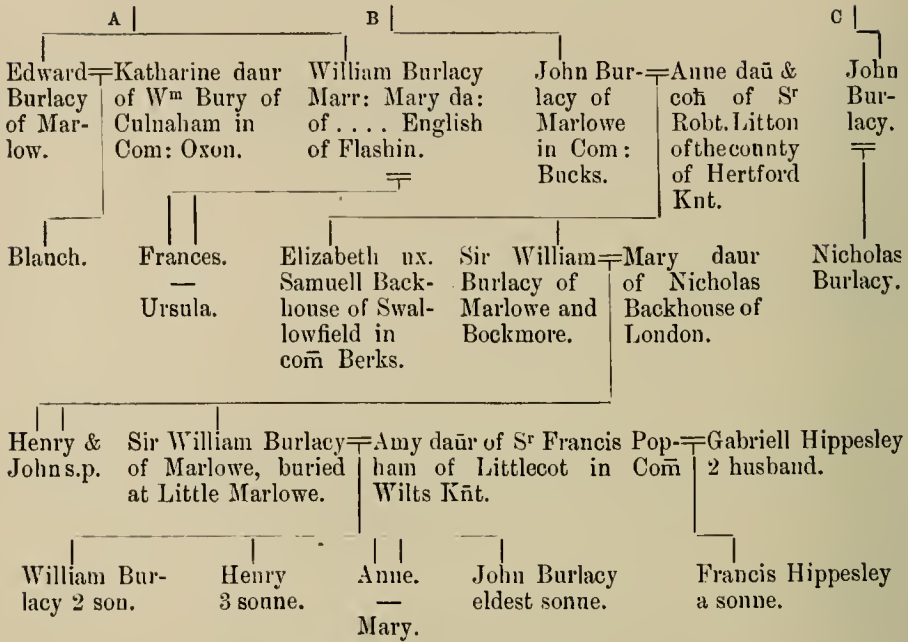 A B C
Edward Katharine daur William Burlacy John Bur- Anne daū & John
Burlacy of Wm Bury of Marr: Mary da: lacy of coh̄ of Sr Bur-
of Mar- Culnaham in of .... English Marlowe Robt. Litton lacy.
low. Com: Oxon. of Flashin. in Com: ofthecounty
Bucks. of Hertford
Knt.
Blanch. Frances. Elizabeth ux. Sir William Mary daur Nicholas
— Samuell Back- Burlacy of of Nicholas Burlacy.
Ursula. house of Swal- Marlowe and Backhouse of
lowfield in Bockmore. London.
com̄ Berks.
Henry & Sir William Burlacy Amy daūr of Sr Francis Pop- Gabriell Hippesley
John s.p. of Marlowe, buried ham of Littlecot in Com̄ 2 husband.
at Little Marlowe. Wilts Kn̄t.
William Bur- Henry Anne. John Burlacy Francis Hippesley
lacy 2 son. 3 sonne. — eldest sonne. a sonne.
Mary.